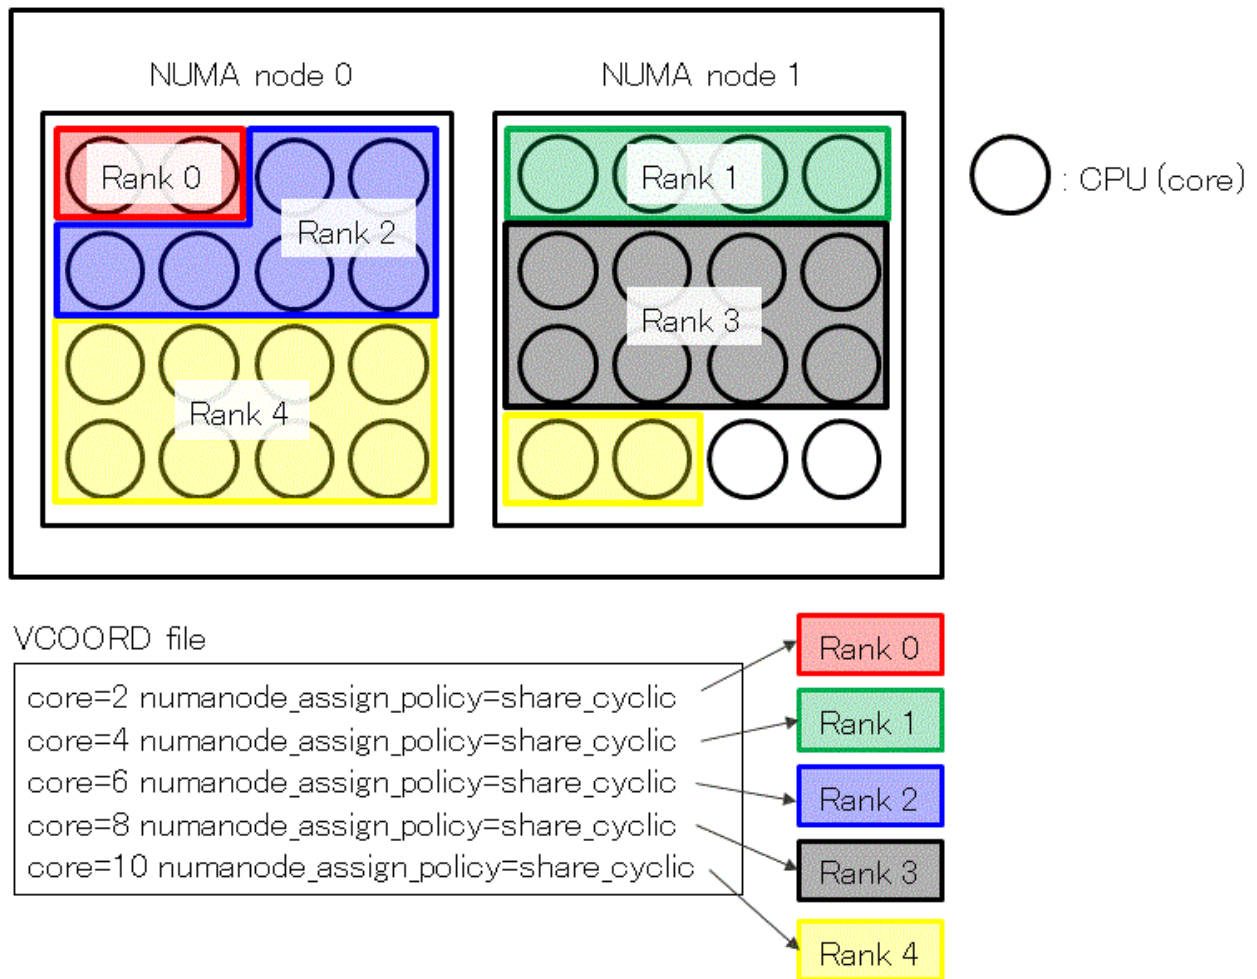 NUMA node 0
NUMA node 1
Rank 0
Rank 2
Rank 4
Rank 1
Rank 3
: CPU (core)
VCOORD file
core=2 numanode_assign_policy=share_cyclic
core=4 numanode_assign_policy=share_cyclic
core=6 numanode_assign_policy=share_cyclic
core=8 numanode_assign_policy=share_cyclic
core=10 numanode_assign_policy=share_cyclic
Rank 0
Rank 1
Rank 2
Rank 3
Rank 4